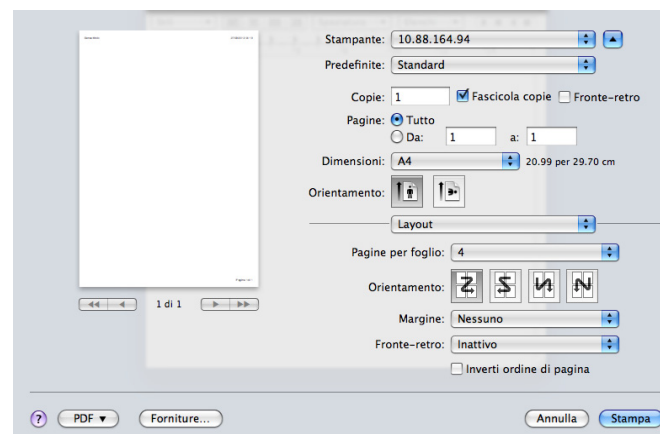 Stampante: 10.88.164.94
Predefinite: Standard
Copie: 1 Fascicola copie Fronte-retro
Pagine: Tutto
Da: 1 a: 1
Dimensioni: A4 20.99 per 29.70 cm
Orientamento:
Layout
Pagine per foglio: 4
1 di 1
Orientamento:
Margine: Nessuno
Fronte-retro: Inattivo
Inverti ordine di pagina
? PDF Forniture... Annulla Stampa